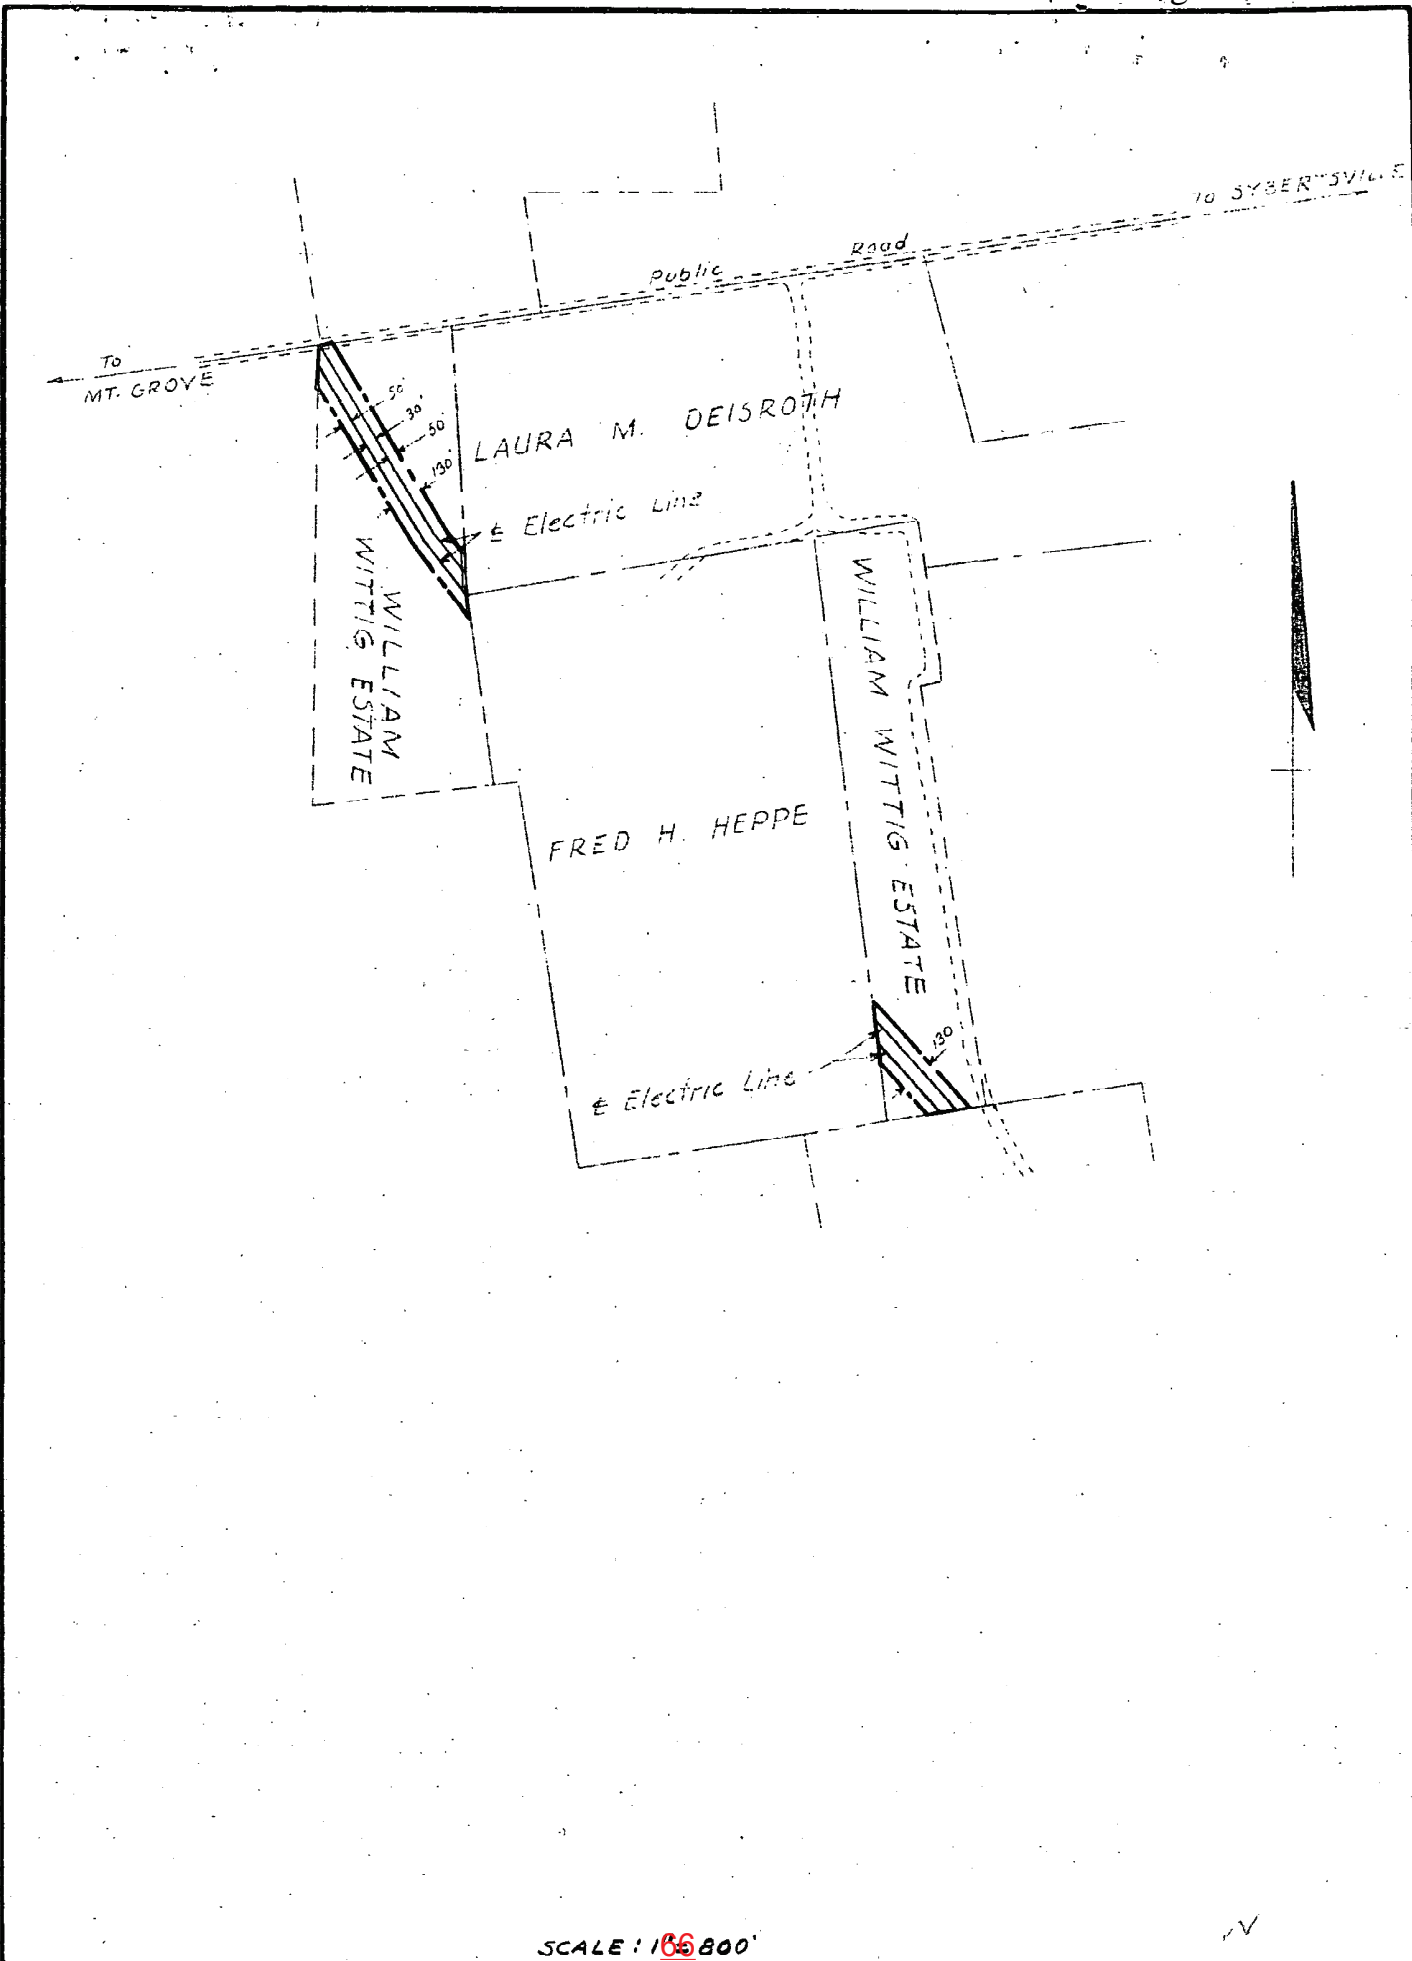 To SYBERTSVILLE
Public Road
To
MT. GROVE
50'
30'
50'
130'
LAURA M. DEISROTH
℄ Electric Line
WILLIAM
WITTIG ESTATE
WILLIAM WITTIG ESTATE
FRED H. HEPPE
130
℄ Electric Line
SCALE: 1"=800'
66